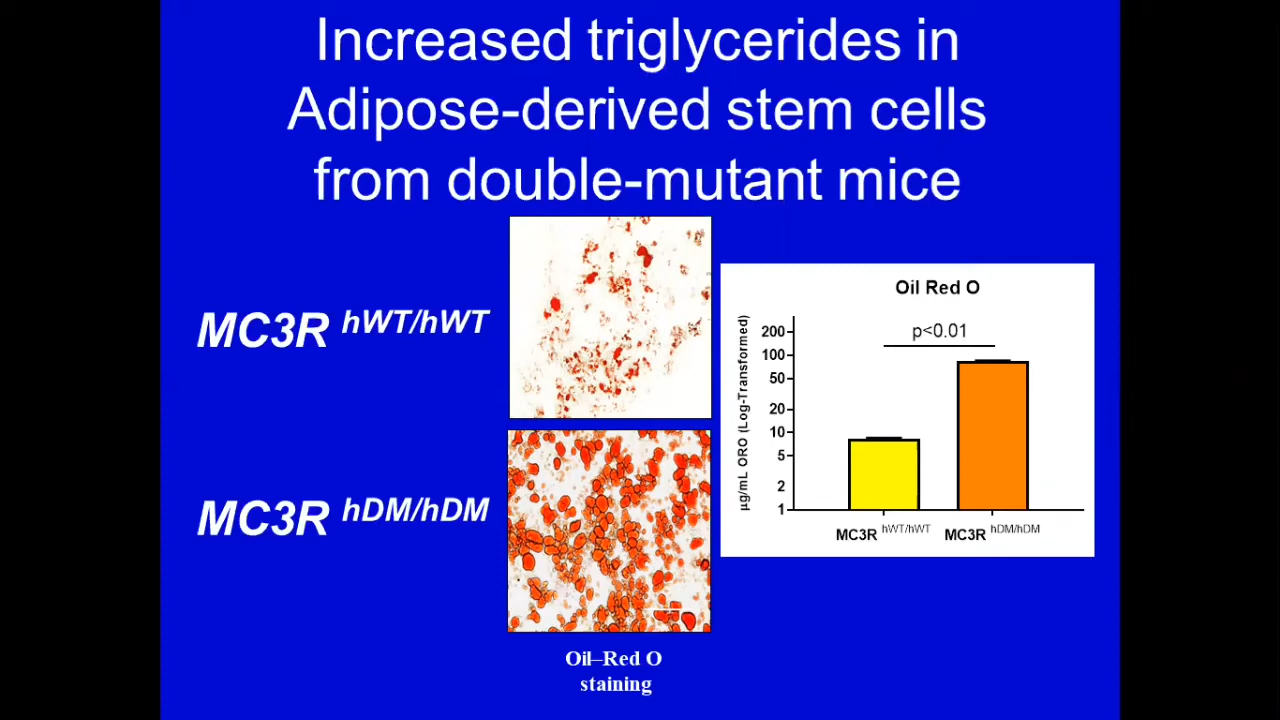 Increased triglycerides in
Adipose-derived stem cells
from double-mutant mice
MC3R hWT/hWT
MC3R hDM/hDM
Oil–Red O
staining
Oil Red O
p<0.01
µg/mL ORO (Log-Transformed)
200
100
50
20
10
5
2
1
MC3R hWT/hWT MC3R hDM/hDM